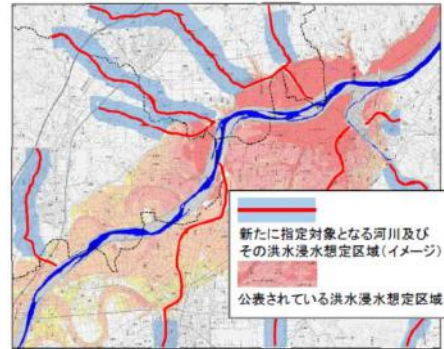 新たに指定対象となる河川及び
その洪水浸水想定区域(イメージ)
公表されている洪水浸水想定区域